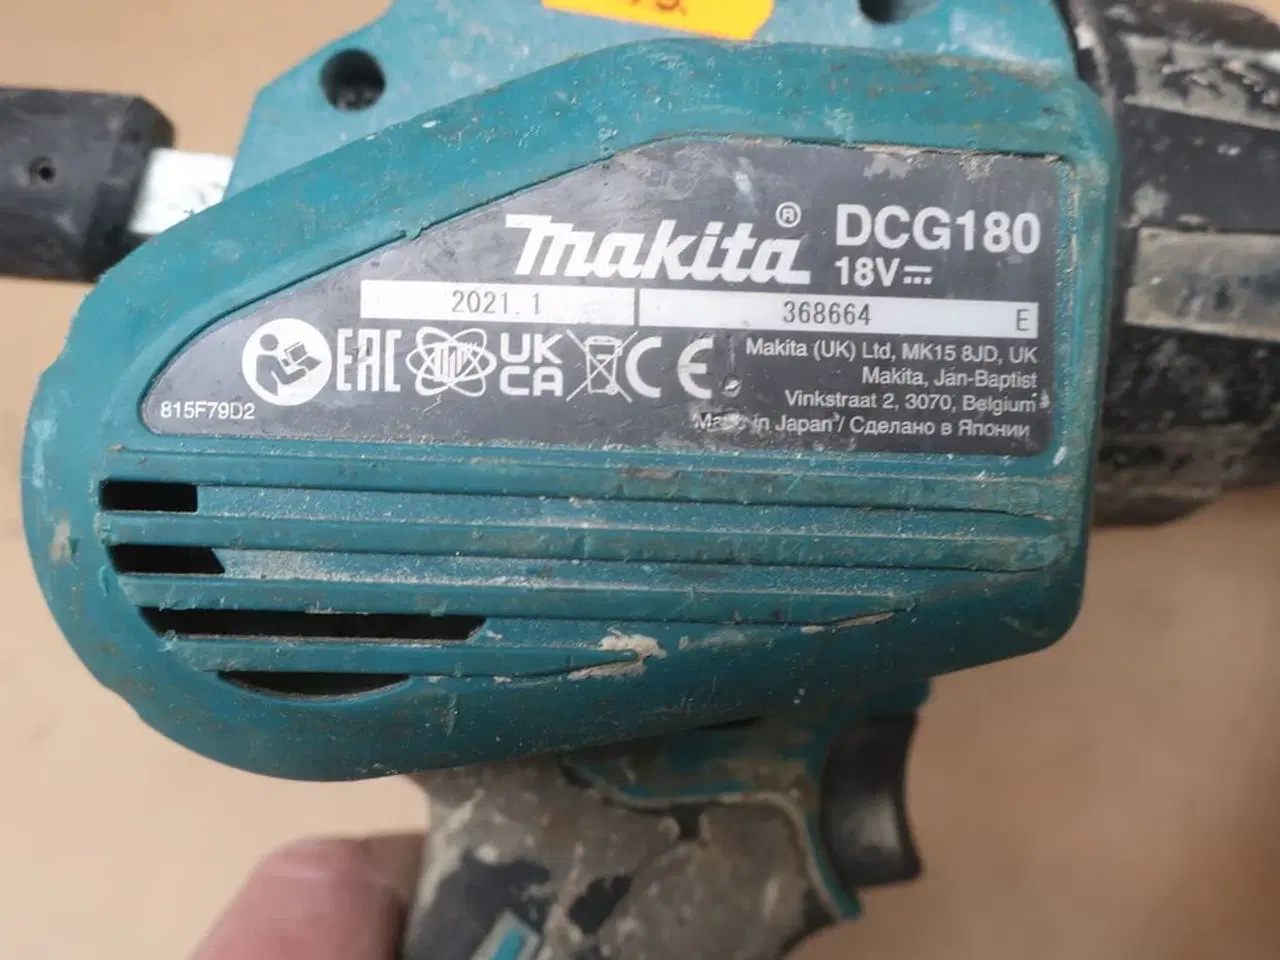 makita ® DCG180
18V
2021. 1 368664 E
EAC UK CA CE
Makita (UK) Ltd, MK15 8JD, UK
Makita, Jan-Baptist
Vinkstraat 2, 3070, Belgium
815F79D2
Made in Japan / Сделано в Японии